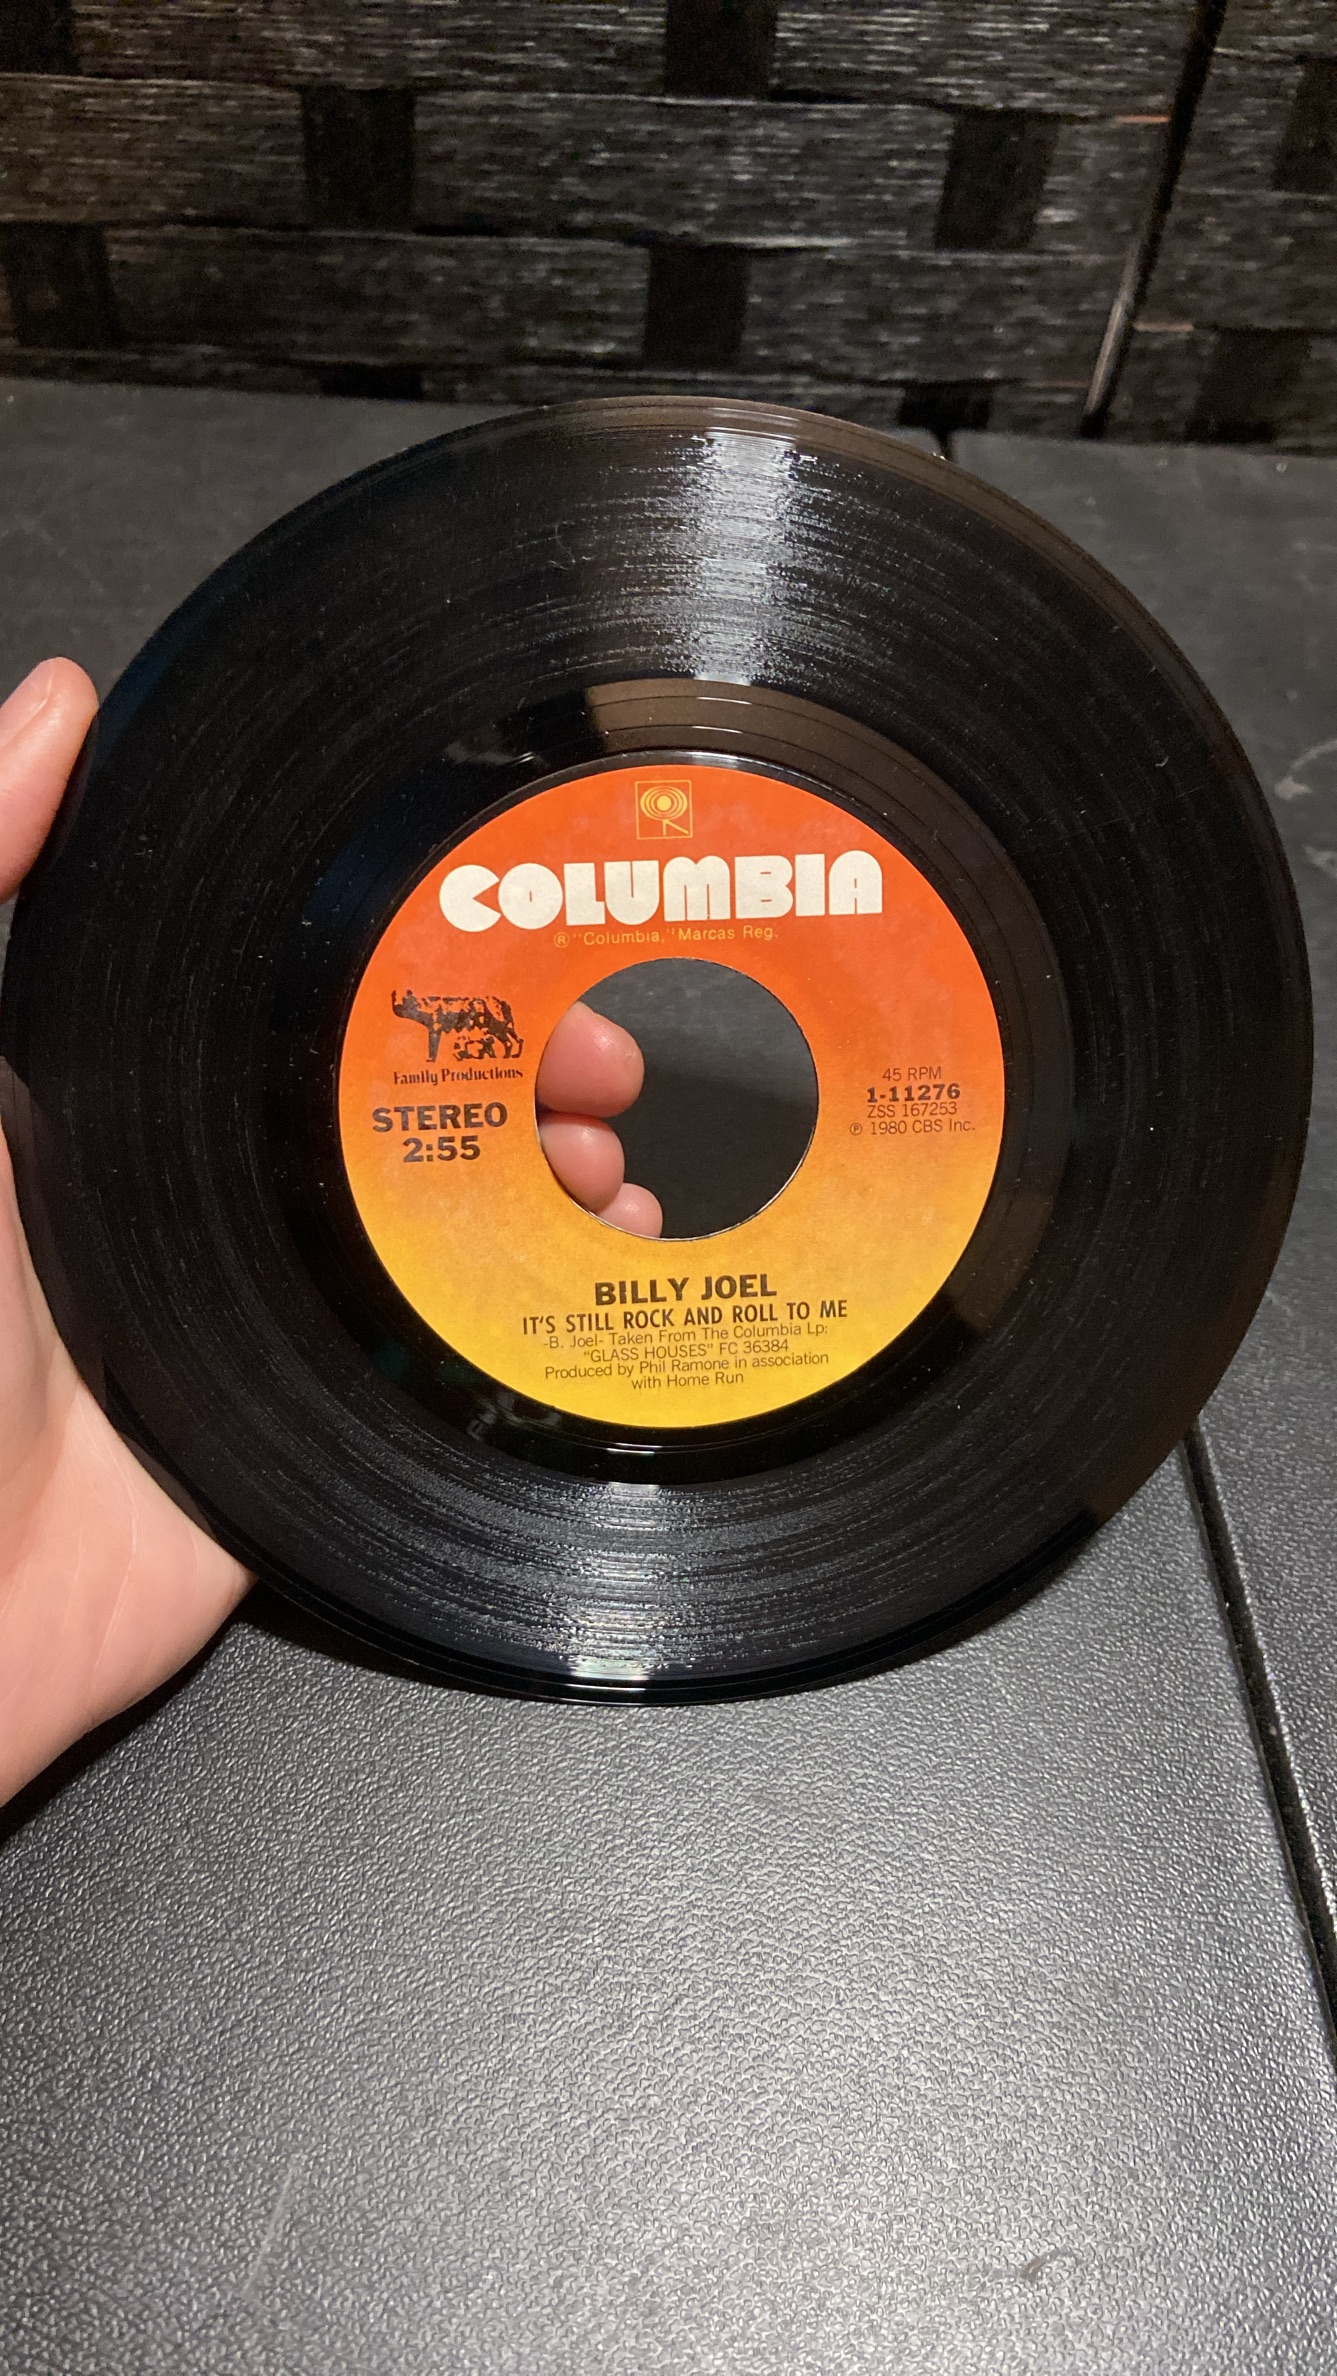 COLUMBIA
® "Columbia," Marcas Reg.
Family Productions
STEREO
2:55
45 RPM
1-11276
ZSS 167253
℗ 1980 CBS Inc.
BILLY JOEL
IT'S STILL ROCK AND ROLL TO ME
-B. Joel- Taken From The Columbia Lp:
"GLASS HOUSES" FC 36384
Produced by Phil Ramone in association
with Home Run